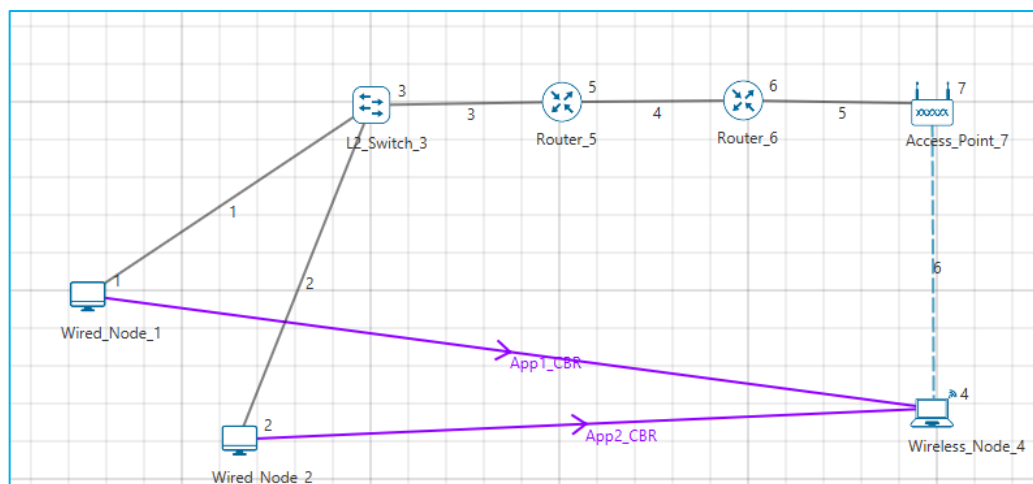 3
5
6
7
3
4
5
L2_Switch_3
Router_5
Router_6
Access_Point_7
1
2
6
1
Wired_Node_1
App1_CBR
4
2
App2_CBR
Wireless_Node_4
Wired_Node_2